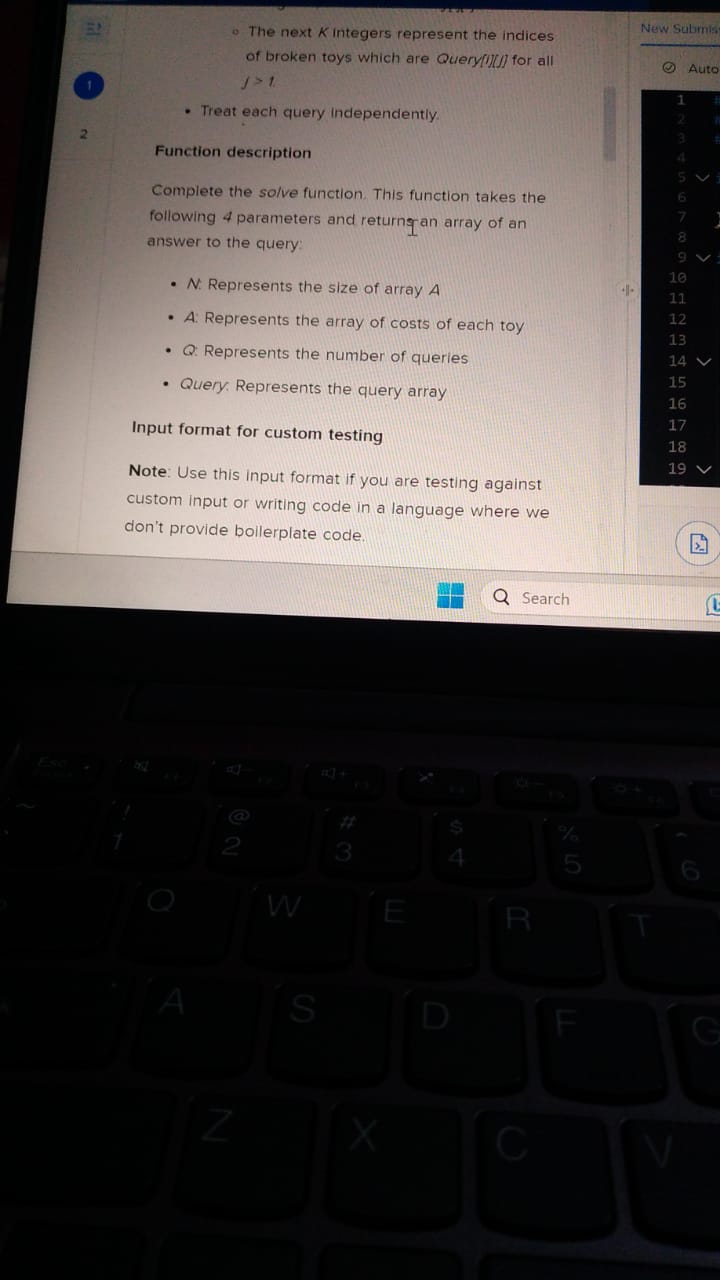 The next K integers represent the indices
of broken toys which are Query[i][j] for all
j > 1.
• Treat each query independently.
Function description
Complete the solve function. This function takes the
following 4 parameters and returns an array of an
answer to the query:
• N: Represents the size of array A
• A: Represents the array of costs of each toy
• Q: Represents the number of queries
• Query: Represents the query array
Input format for custom testing
Note: Use this input format if you are testing against
custom input or writing code in a language where we
don't provide boilerplate code.
1
2
New Submis
Auto
1
2
3
4
5
6
7
8
9
10
11
12
13
14
15
16
17
18
19
Search
Esc
! @ # $ %
1 2 3 4 5 6
Q W E R T
A S D F G
Z X C V